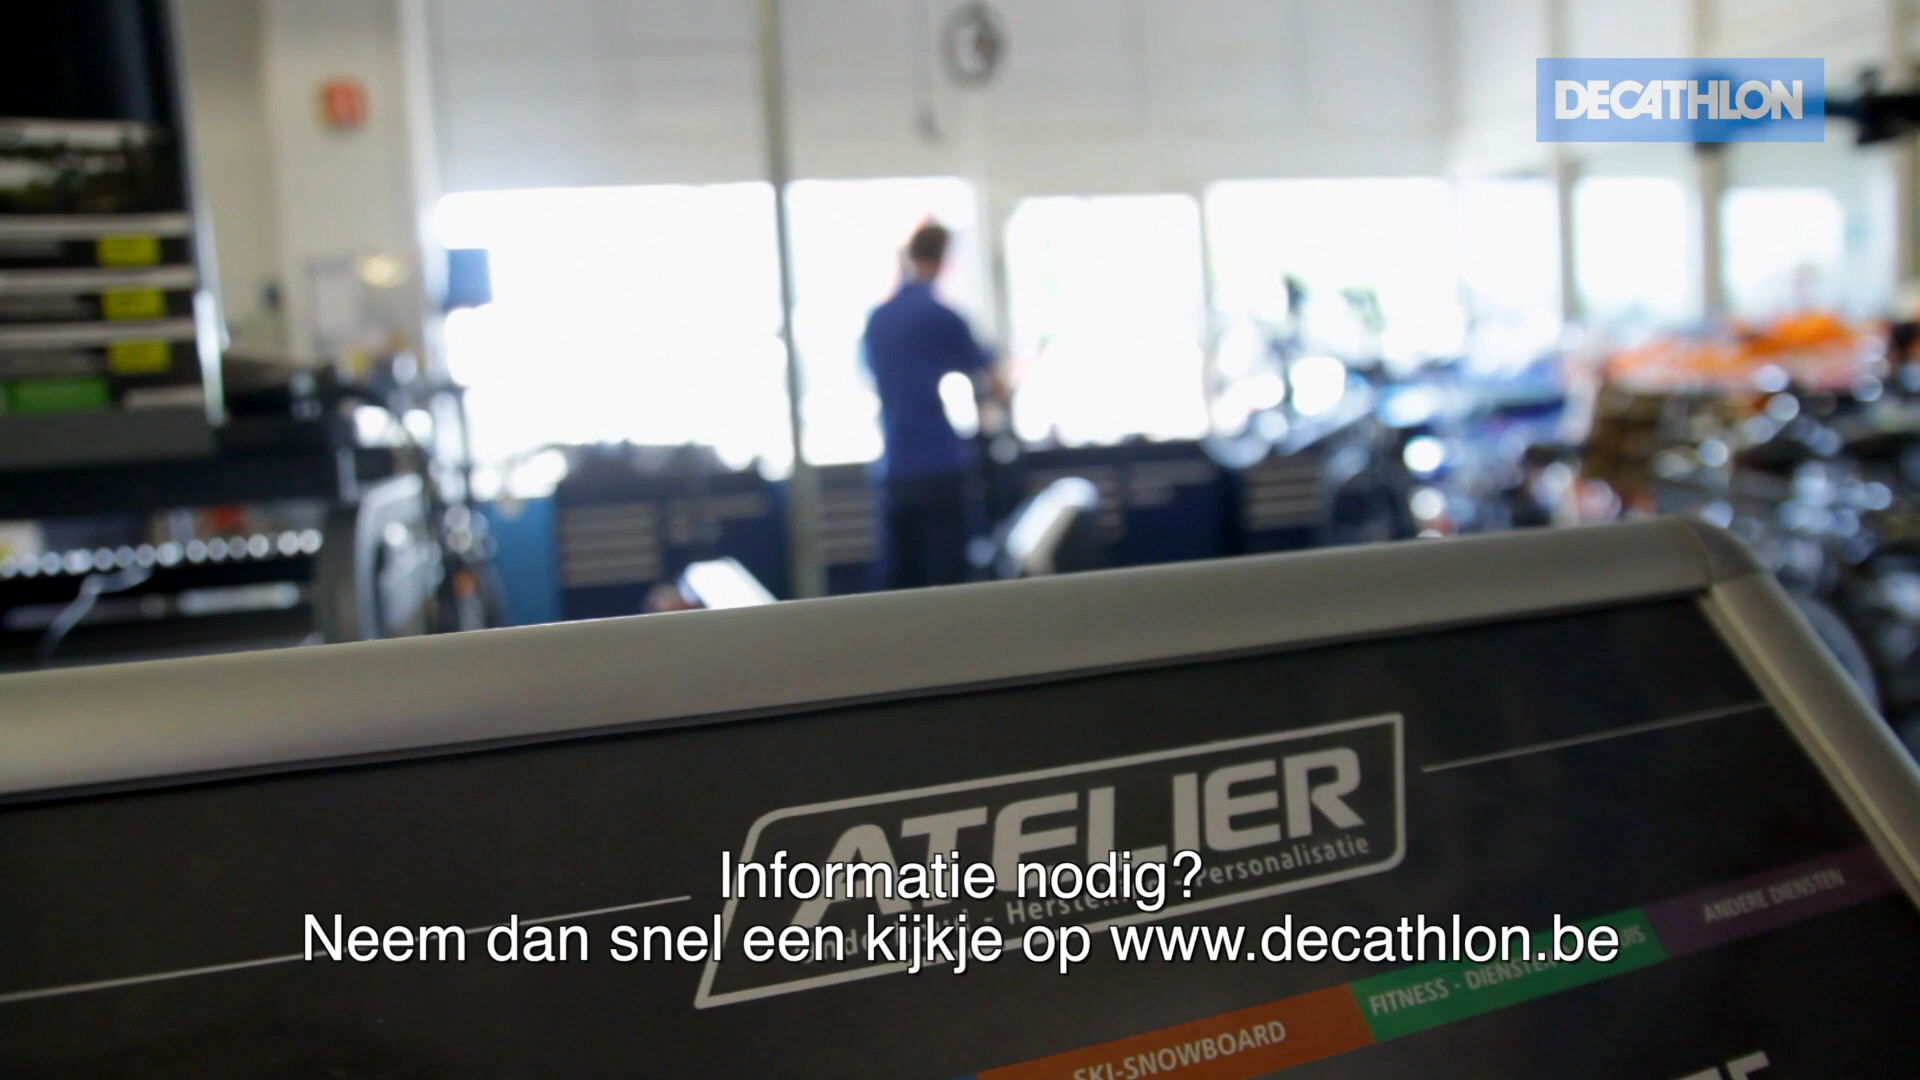 DECATHLON
ATELIER
Personalisatie
Informatie nodig?
Neem dan snel een kijkje op www.decathlon.be
ANDERE DIENSTEN
FITNESS - DIENSTEN
SKI-SNOWBOARD